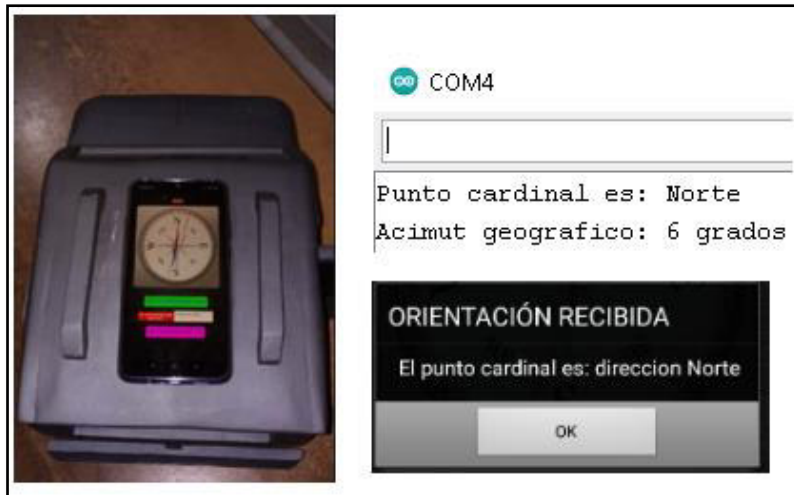 COM4
Punto cardinal es: Norte
Acimut geografico: 6 grados
ORIENTACIÓN RECIBIDA
El punto cardinal es: direccion Norte
OK